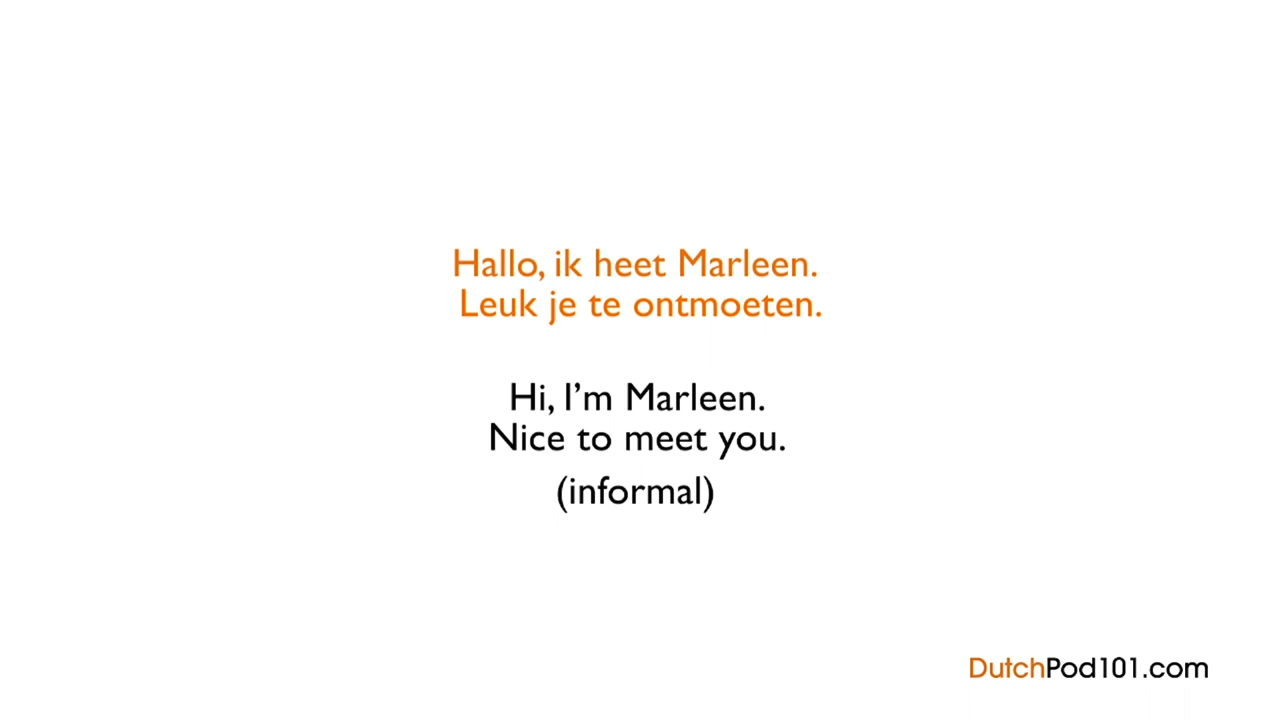 Hallo, ik heet Marleen.
Leuk je te ontmoeten.
Hi, I'm Marleen.
Nice to meet you.
(informal)
DutchPod101.com